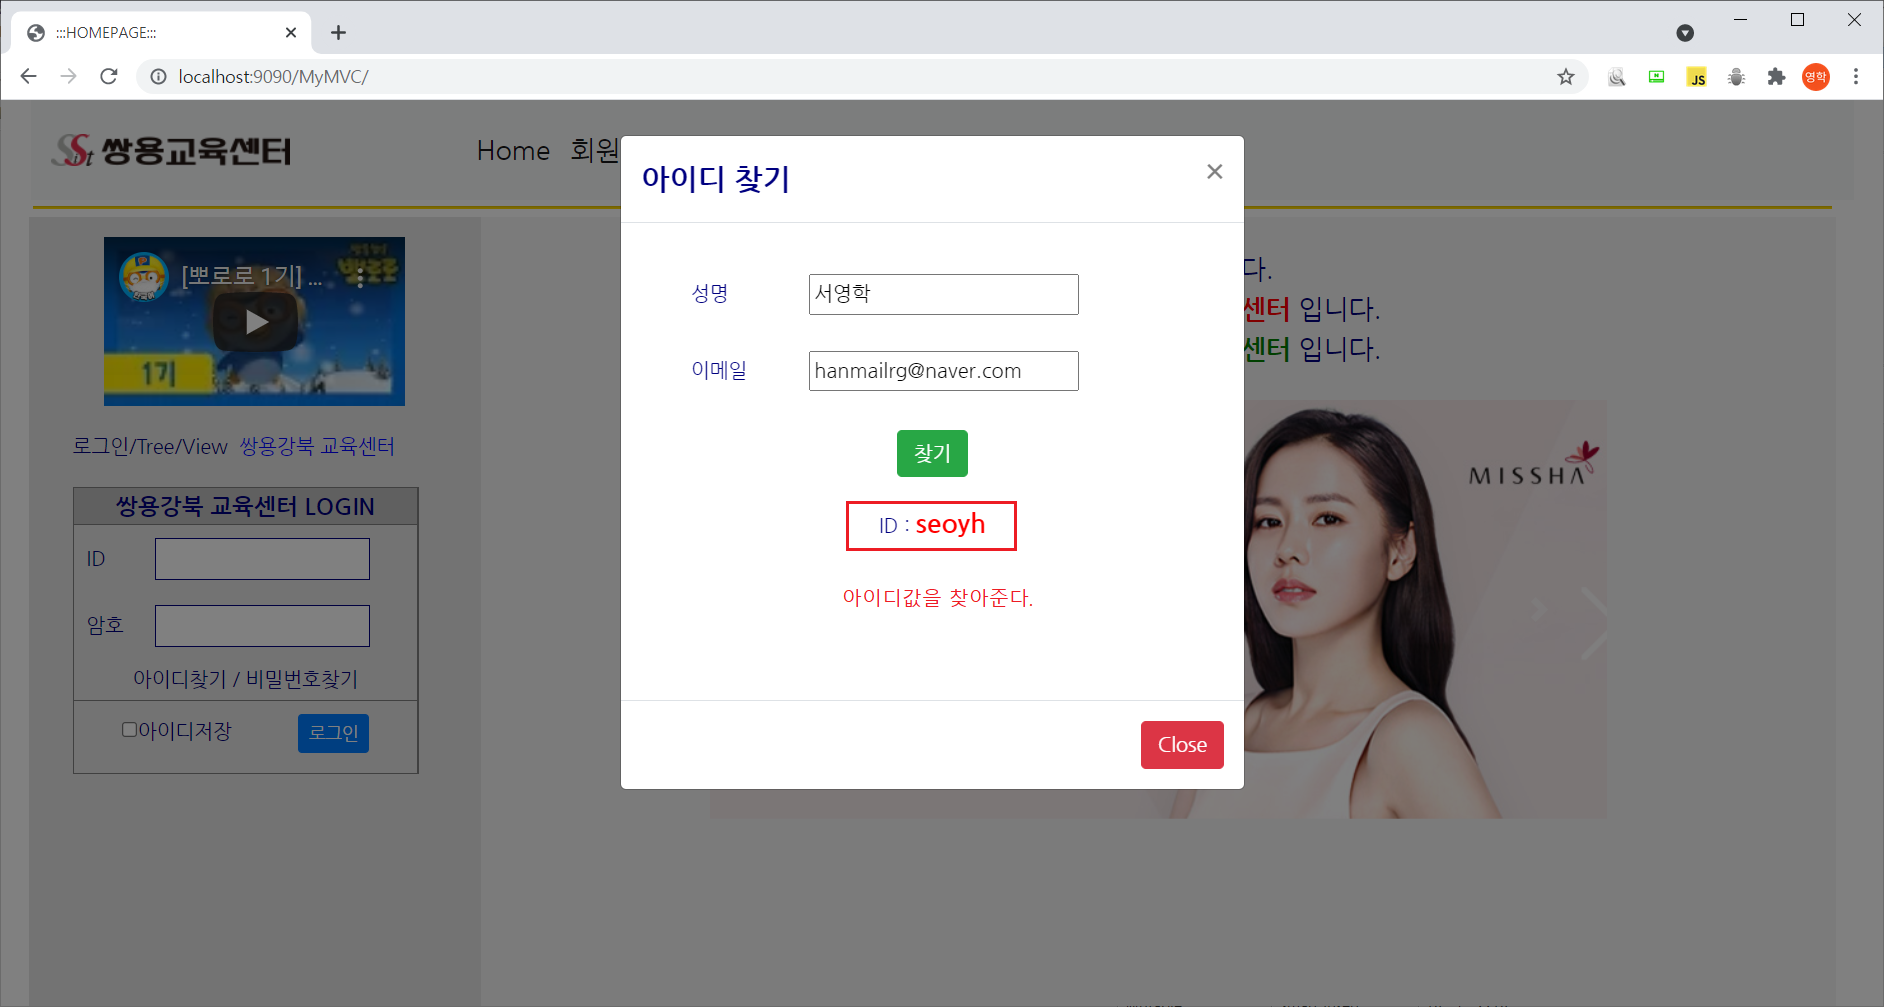 :::HOMEPAGE:::
localhost:9090/MyMVC/
JS
영학
Sist 쌍용교육센터
Home 회원
아이디 찾기
×
다.
센터 입니다.
센터 입니다.
[뽀로로 1기] ...
1기
로그인/Tree/View 쌍용강북 교육센터
쌍용강북 교육센터 LOGIN
ID
암호
아이디찾기 / 비밀번호찾기
아이디저장
로그인
성명 서영학
이메일 hanmailrg@naver.com
찾기
ID : seoyh
아이디값을 찾아준다.
Close
MISSHA